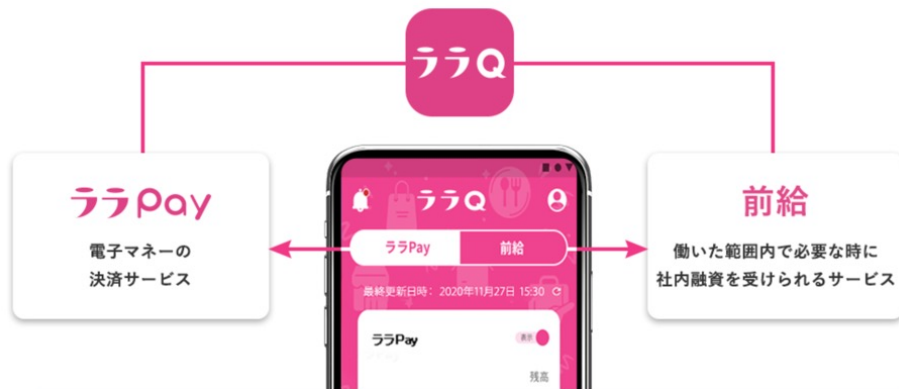 ララQ
ララPay
電子マネーの
決済サービス
ララQ
ララPay
前給
最終更新日時: 2020年11月27日 15:30
ララPay
表示
残高
前給
働いた範囲内で必要な時に
社内融資を受けられるサービス